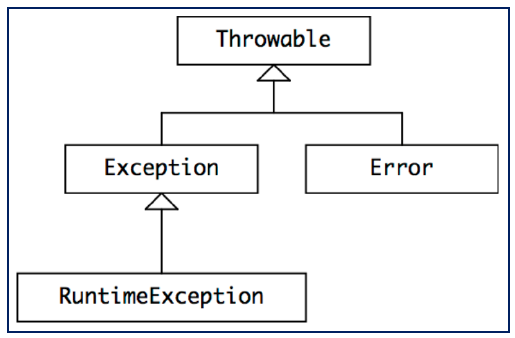 Throwable
Exception
Error
RuntimeException